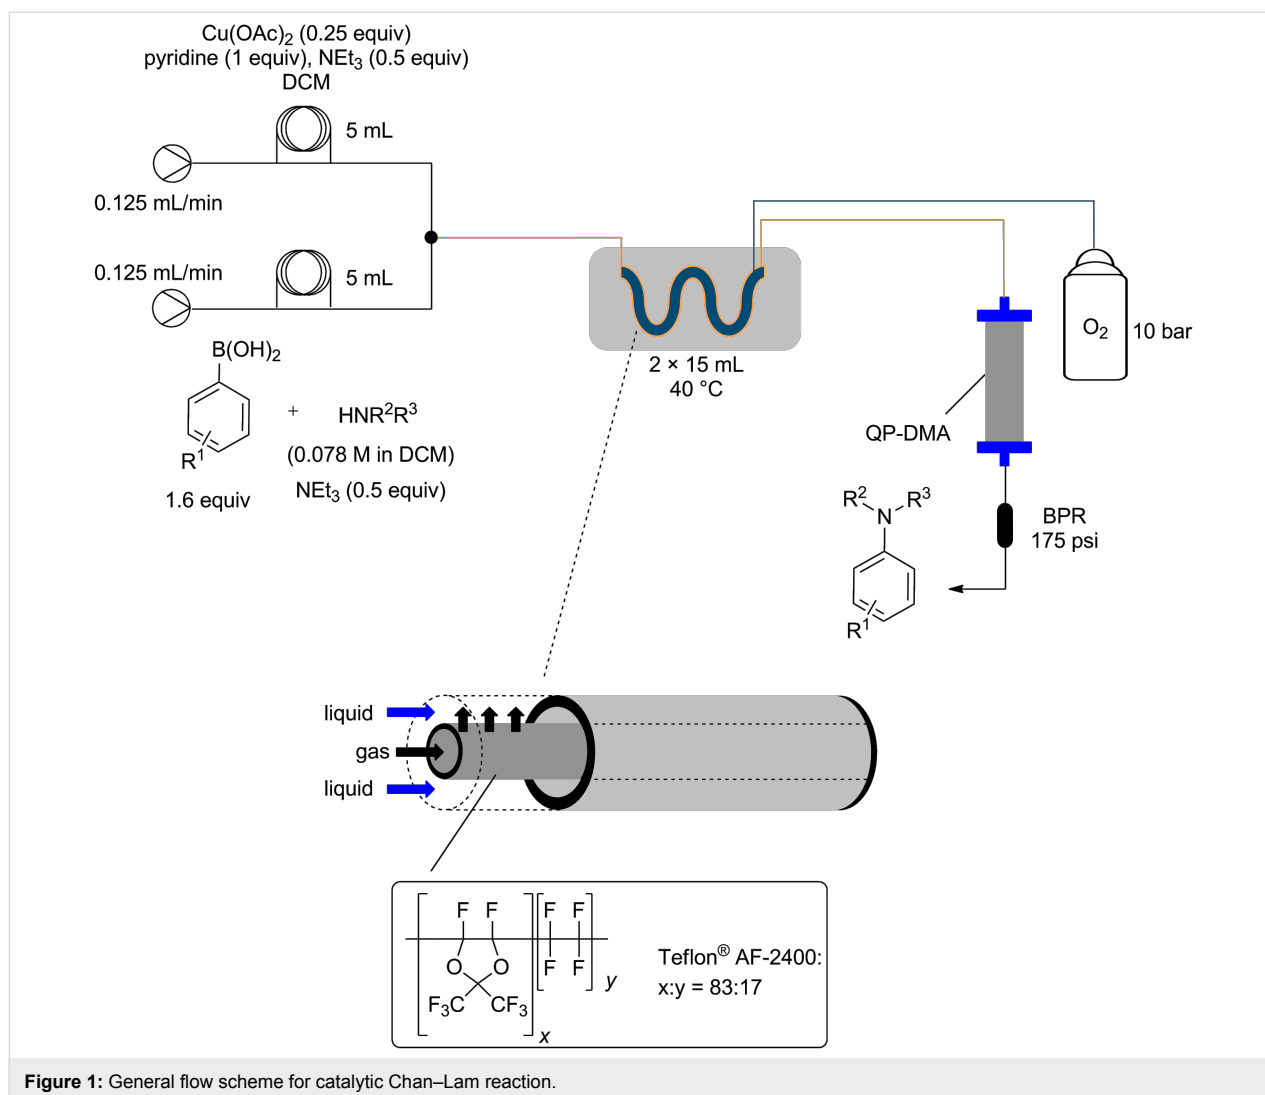 Cu(OAc)2 (0.25 equiv)
pyridine (1 equiv), NEt3 (0.5 equiv)
DCM
5 mL
0.125 mL/min
0.125 mL/min
5 mL
B(OH)2
R1
+
HNR2R3
(0.078 M in DCM)
NEt3 (0.5 equiv)
1.6 equiv
2 × 15 mL
40 °C
O2
10 bar
QP-DMA
BPR
175 psi
R2
R3
N
R1
liquid
gas
liquid
F F
F F
O O
F F
F3C CF3
x
y
Teflon® AF-2400:
x:y = 83:17
Figure 1: General flow scheme for catalytic Chan–Lam reaction.